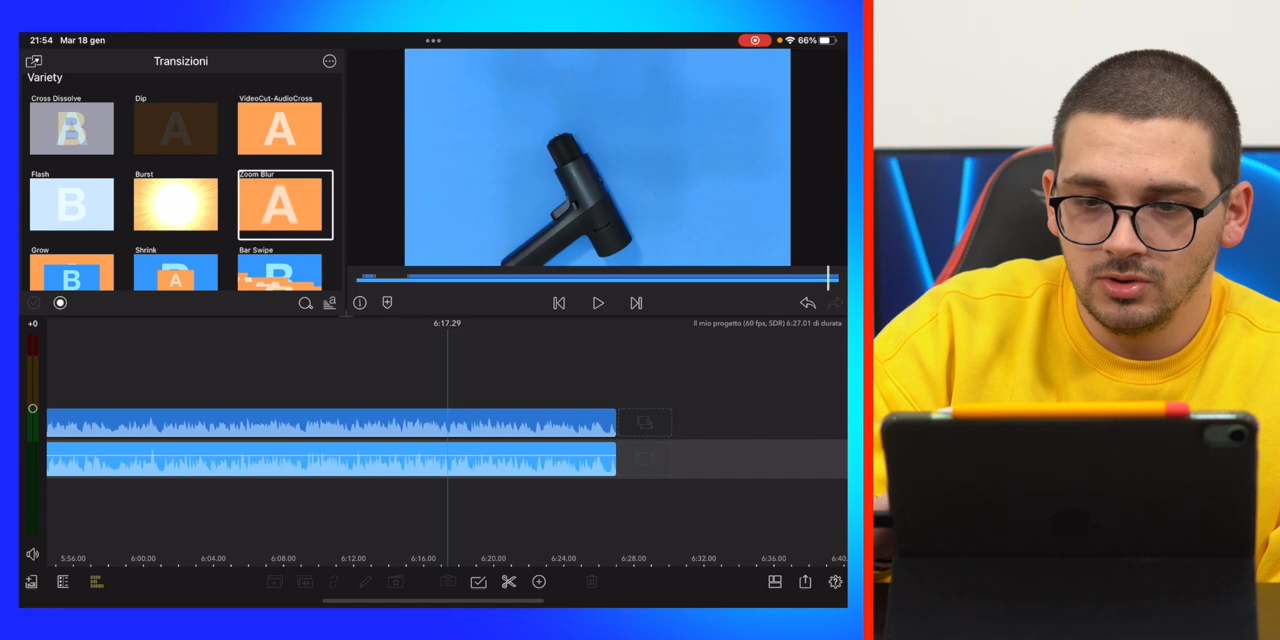 21:54 Mar 18 gen
66%
Transizioni
Variety
Cross Dissolve Dip VideoCut-AudioCross
B A A A
Flash Burst Zoom Blur
B A
Grow Shrink Bar Swipe
B A B
+0
6:17.29
Il mio progetto (60 fps, SDR) 6:27.01 di durata
5:56.00 6:00.00 6:04.00 6:08.00 6:12.00 6:16.00 6:20.00 6:24.00 6:28.00 6:32.00 6:36.00 6:40.